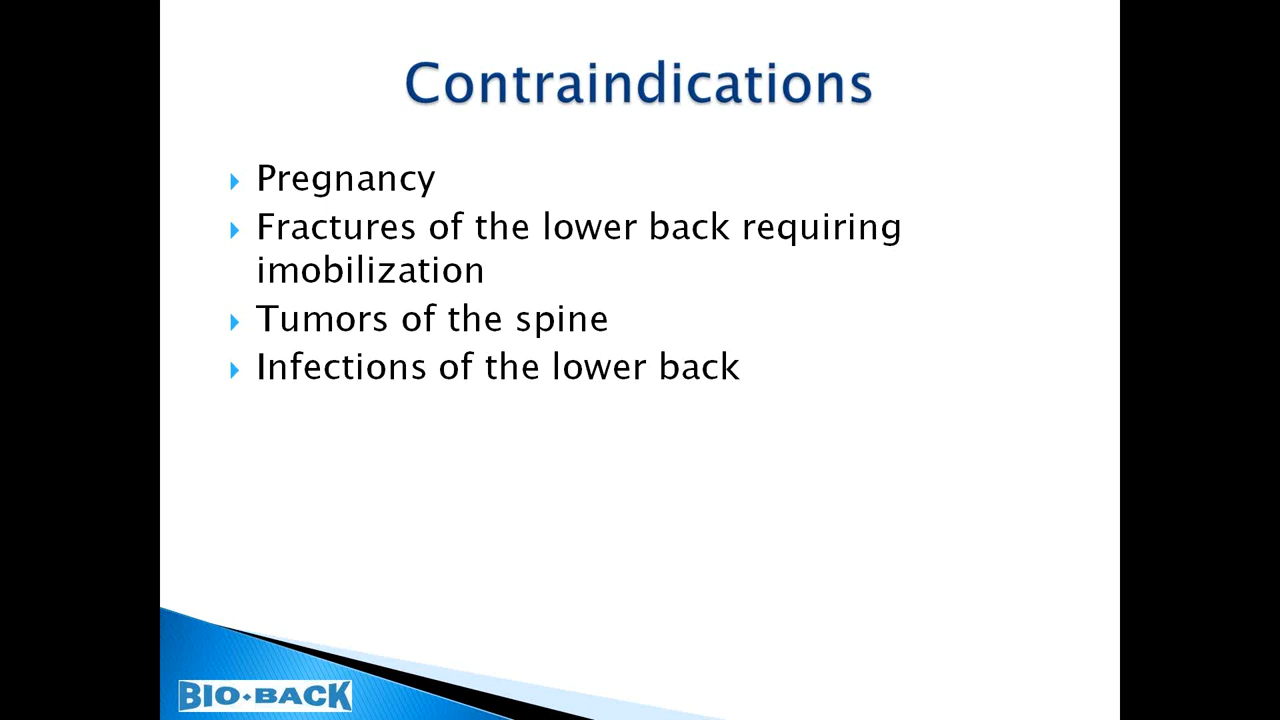 Contraindications
Pregnancy
Fractures of the lower back requiring
imobilization
Tumors of the spine
Infections of the lower back
BIO•BACK